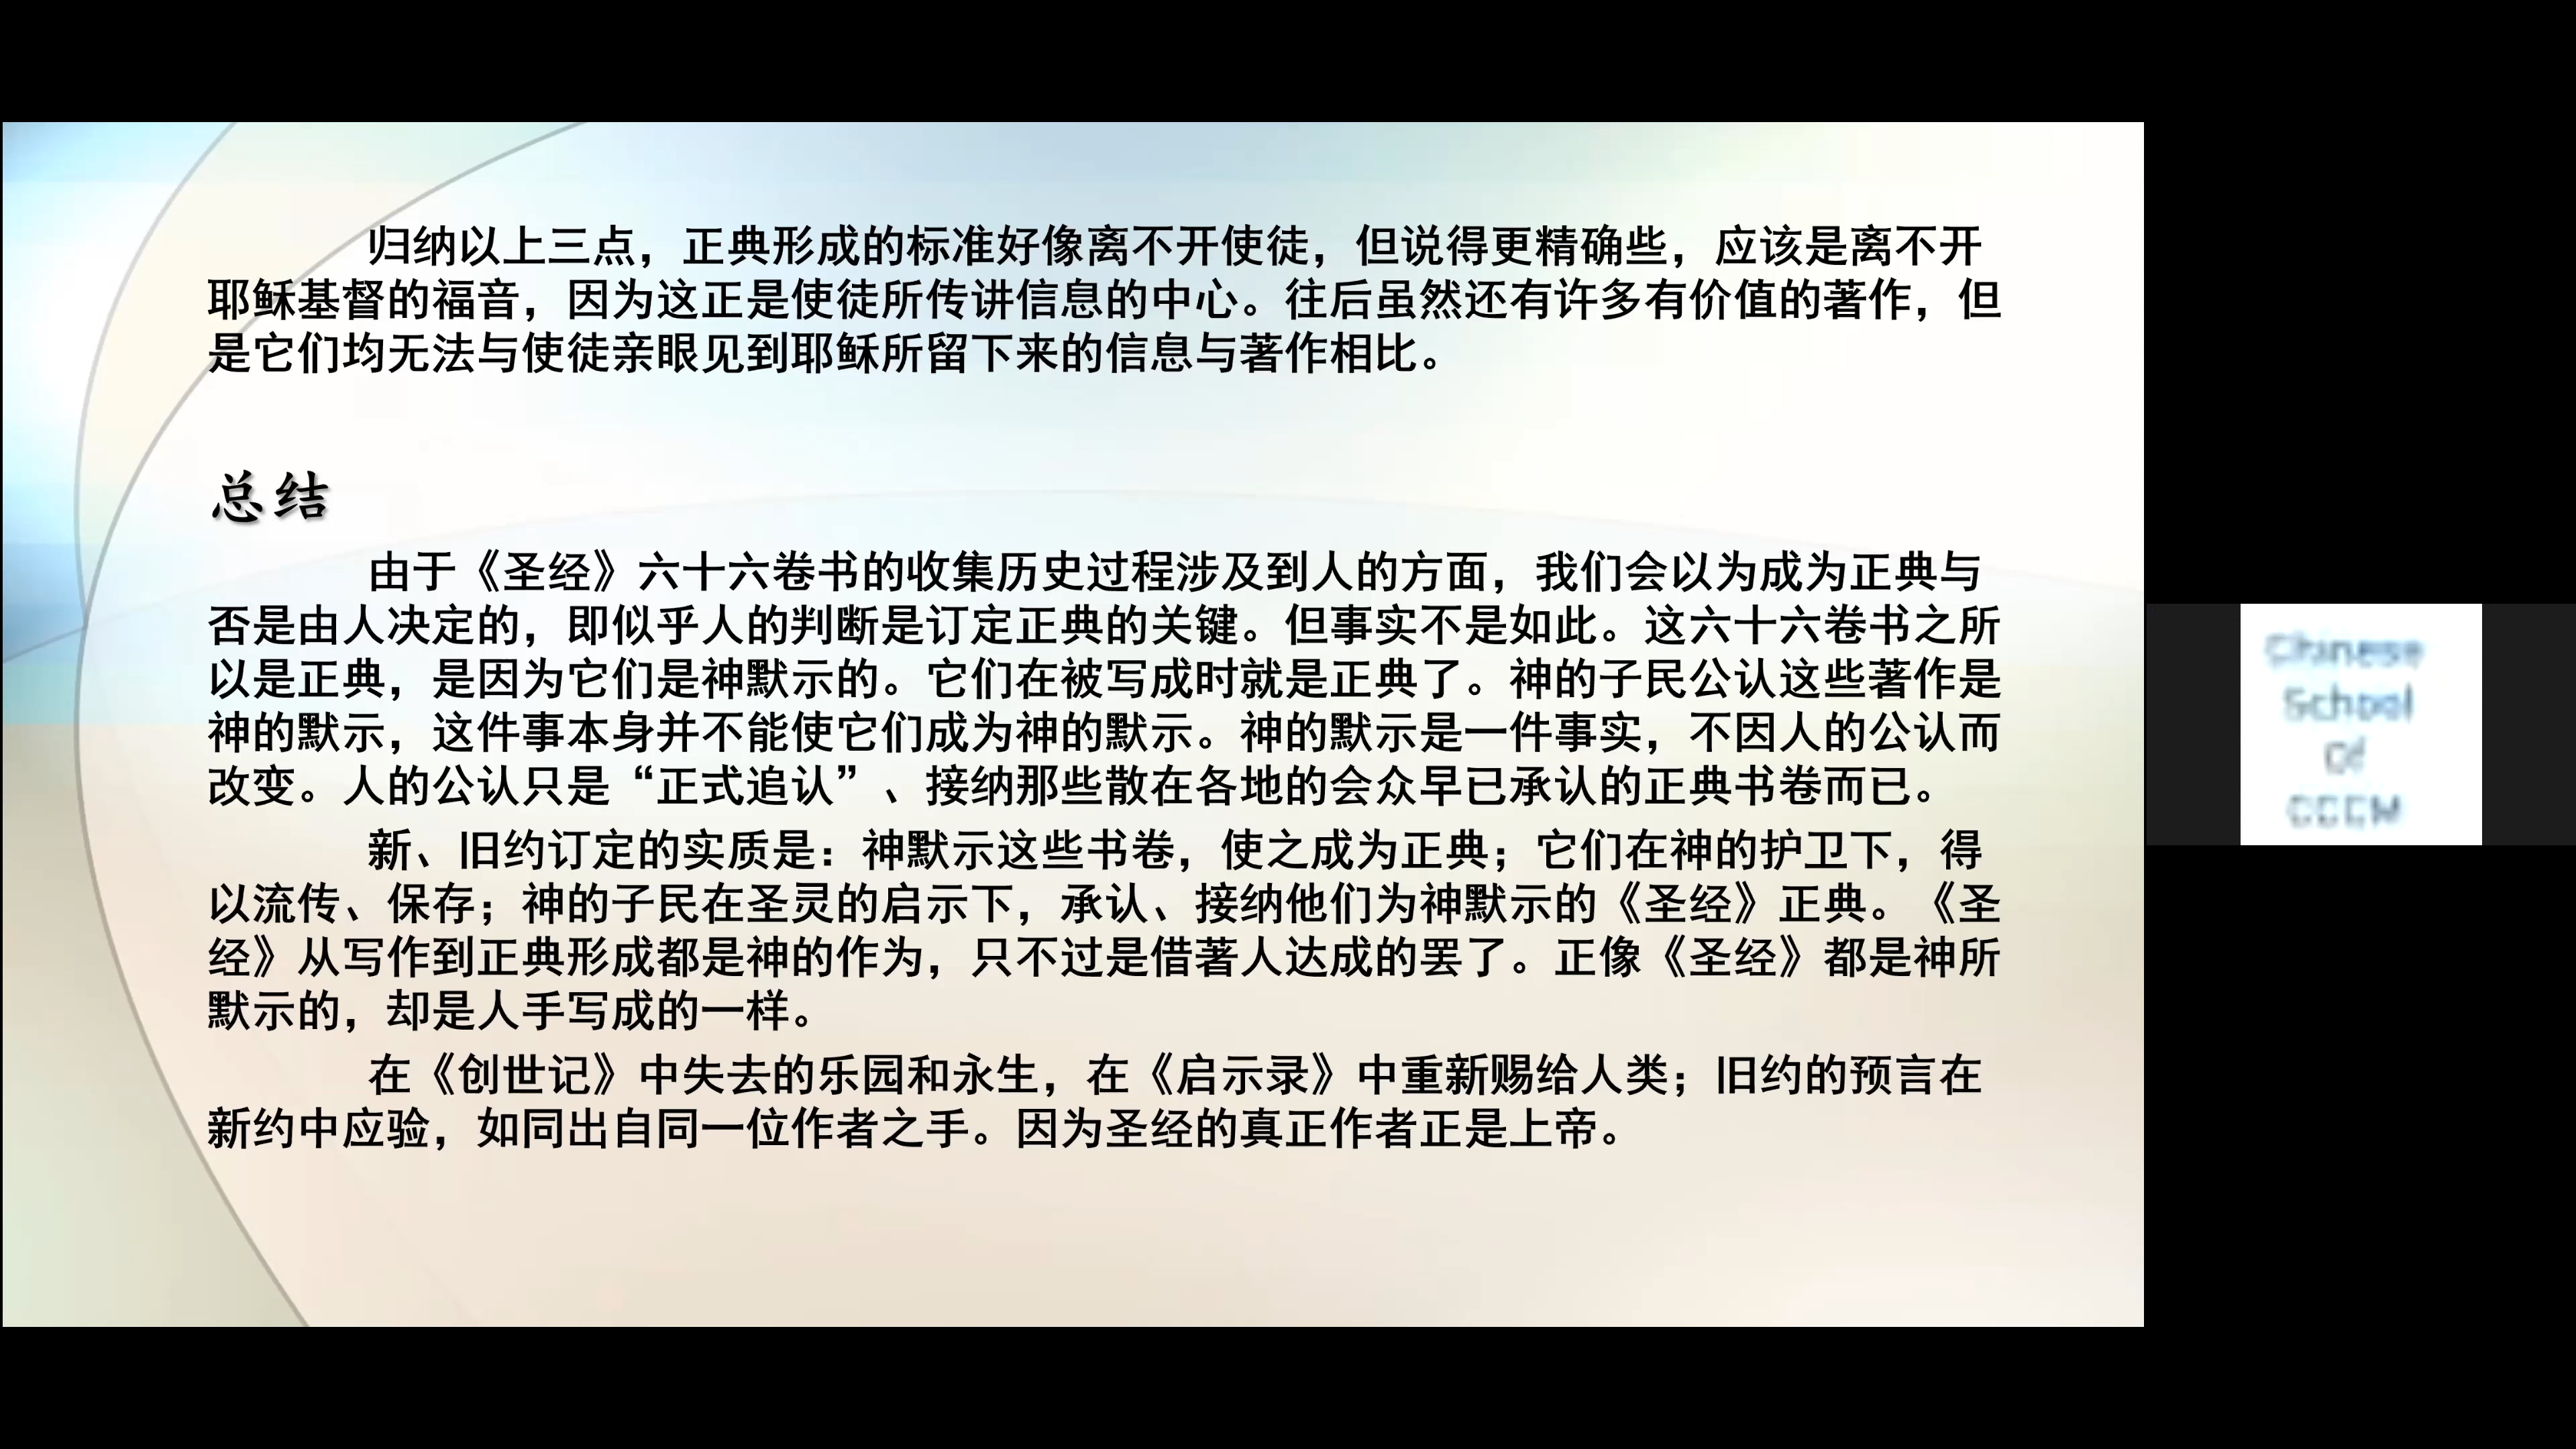 归纳以上三点，正典形成的标准好像离不开使徒，但说得更精确些，应该是离不开
耶稣基督的福音，因为这正是使徒所传讲信息的中心。往后虽然还有许多有价值的著作，但
是它们均无法与使徒亲眼见到耶稣所留下来的信息与著作相比。
总结
由于《圣经》六十六卷书的收集历史过程涉及到人的方面，我们会以为成为正典与
否是由人决定的，即似乎人的判断是订定正典的关键。但事实不是如此。这六十六卷书之所
以是正典，是因为它们是神默示的。它们在被写成时就是正典了。神的子民公认这些著作是
神的默示，这件事本身并不能使它们成为神的默示。神的默示是一件事实，不因人的公认而
改变。人的公认只是“正式追认”、接纳那些散在各地的会众早已承认的正典书卷而已。
新、旧约订定的实质是：神默示这些书卷，使之成为正典；它们在神的护卫下，得
以流传、保存；神的子民在圣灵的启示下，承认、接纳他们为神默示的《圣经》正典。《圣
经》从写作到正典形成都是神的作为，只不过是借著人达成的罢了。正像《圣经》都是神所
默示的，却是人手写成的一样。
在《创世记》中失去的乐园和永生，在《启示录》中重新赐给人类；旧约的预言在
新约中应验，如同出自同一位作者之手。因为圣经的真正作者正是上帝。
Chinese
School
Of
CCCM